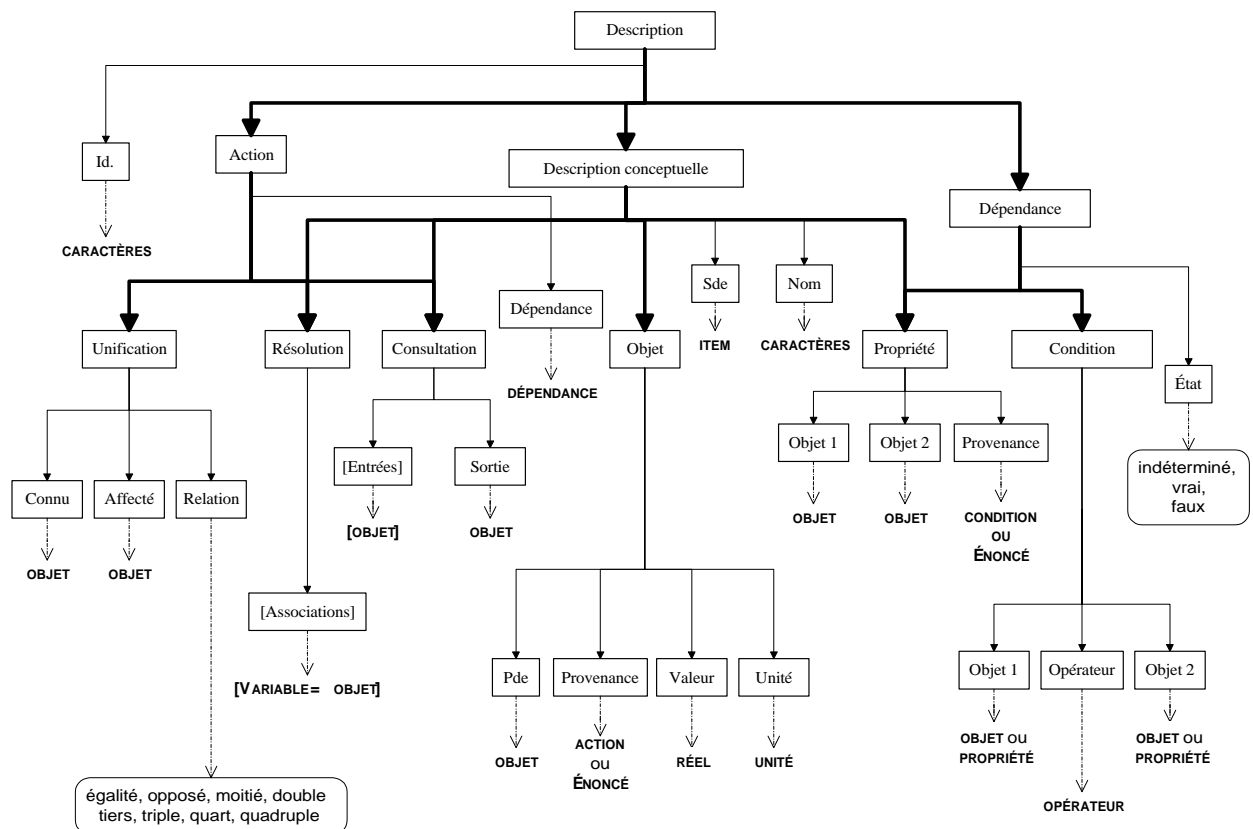 Description
Id.
Action
Description conceptuelle
Dépendance
CARACTÈRES
Sde
Nom
Dépendance
Unification
Résolution
Consultation
Objet
ITEM
CARACTÈRES
Propriété
Condition
État
DÉPENDANCE
[Entrées]
Sortie
Objet 1
Objet 2
Provenance
indéterminé,
vrai,
faux
Connu
Affecté
Relation
[OBJET]
OBJET
OBJET
OBJET
CONDITION
OU
ÉNONCÉ
OBJET
OBJET
[Associations]
[VARIABLE= OBJET]
Pde
Provenance
Valeur
Unité
Objet 1
Opérateur
Objet 2
OBJET
ACTION
ou
ÉNONCÉ
RÉEL
UNITÉ
OBJET ou
PROPRIÉTÉ
OBJET ou
PROPRIÉTÉ
OPÉRATEUR
égalité, opposé, moitié, double
tiers, triple, quart, quadruple